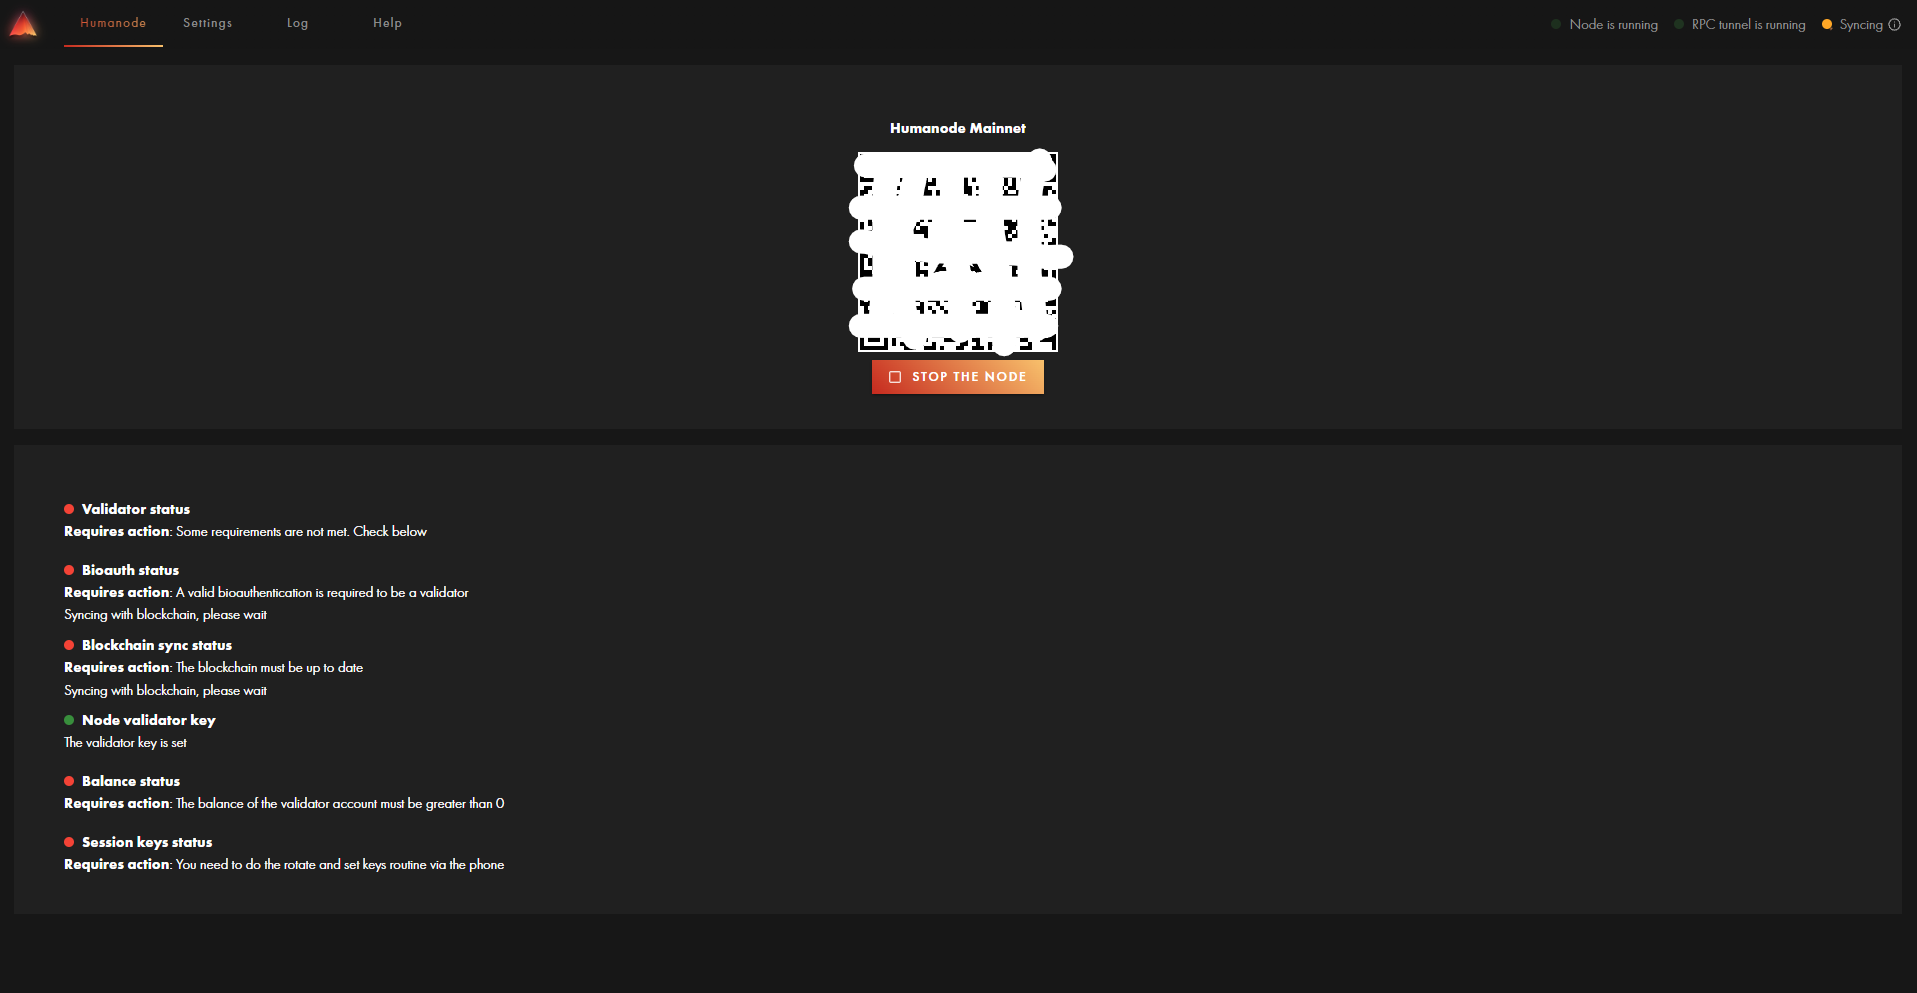 Humanode Settings Log Help Node is running RPC tunnel is running Syncing
Humanode Mainnet
STOP THE NODE
Validator status
Requires action: Some requirements are not met. Check below
Bioauth status
Requires action: A valid bioauthentication is required to be a validator
Syncing with blockchain, please wait
Blockchain sync status
Requires action: The blockchain must be up to date
Syncing with blockchain, please wait
Node validator key
The validator key is set
Balance status
Requires action: The balance of the validator account must be greater than 0
Session keys status
Requires action: You need to do the rotate and set keys routine via the phone